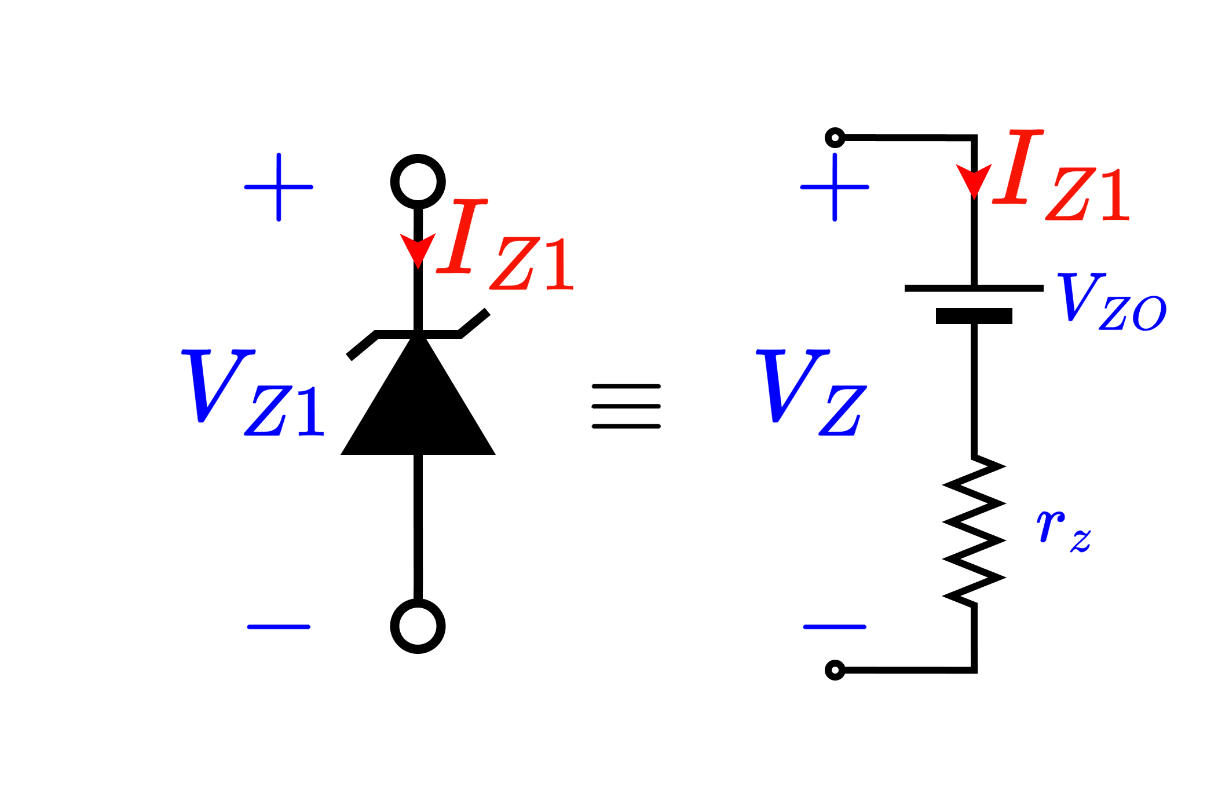 +
I_{Z1}
V_{Z1}
−
≡
+
I_{Z1}
V_{ZO}
V_Z
r_z
−